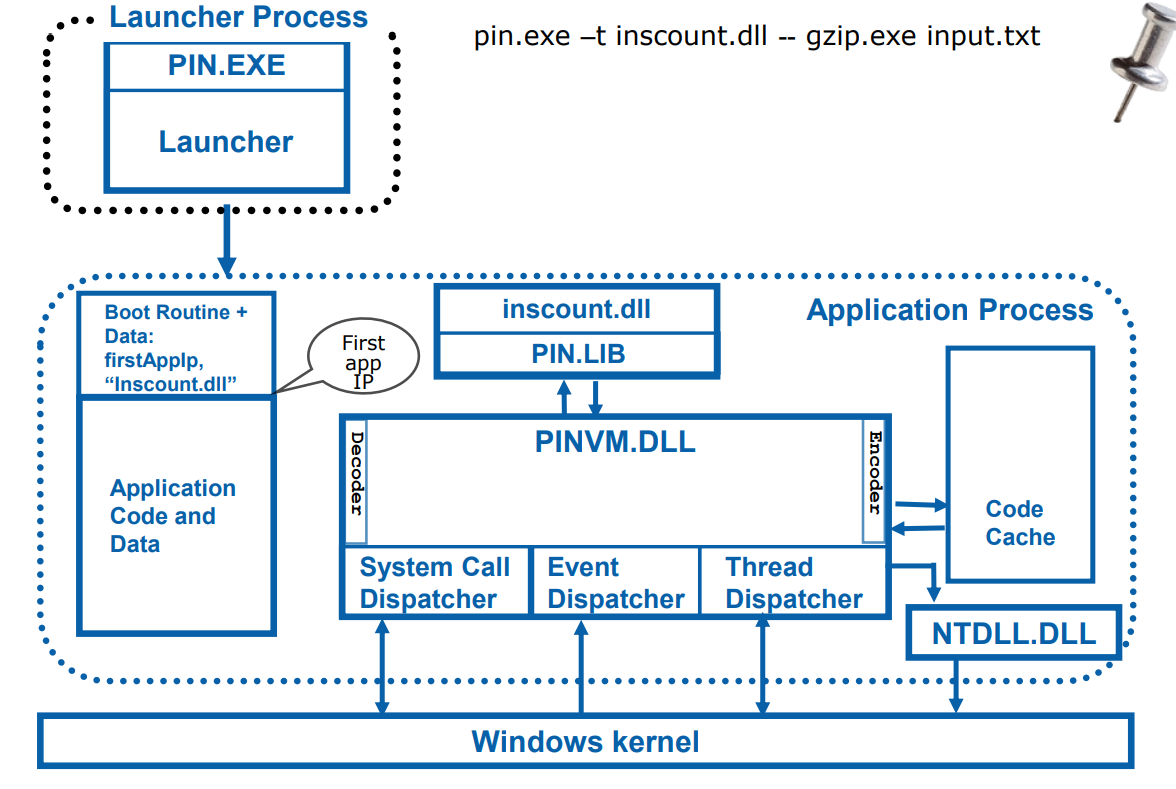 Launcher Process
pin.exe –t inscount.dll -- gzip.exe input.txt
PIN.EXE
Launcher
Boot Routine +
Data:
firstAppIp,
“Inscount.dll”
First
app
IP
inscount.dll
PIN.LIB
Application Process
Application
Code and
Data
Decoder
PINVM.DLL
Encoder
Code
Cache
System Call
Dispatcher
Event
Dispatcher
Thread
Dispatcher
NTDLL.DLL
Windows kernel